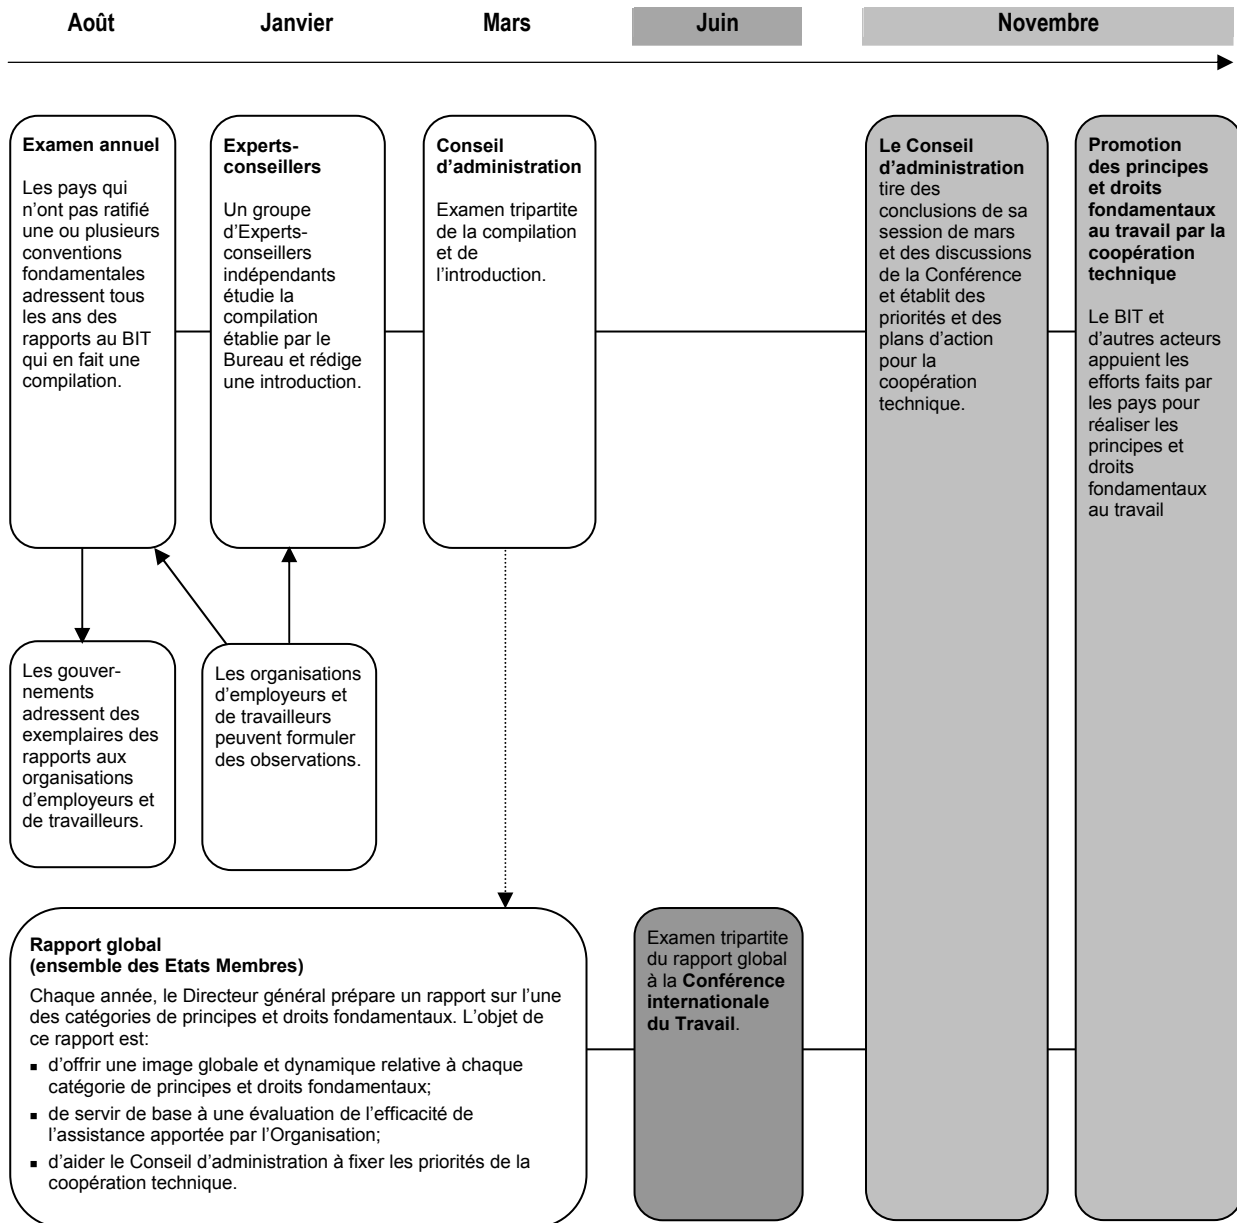 Août
Janvier
Mars
Juin
Novembre
Examen annuel
Les pays qui
n'ont pas ratifié
une ou plusieurs
conventions
fondamentales
adressent tous
les ans des
rapports au BIT
qui en fait une
compilation.
Experts-
conseillers
Un groupe
d'Experts-
conseillers
indépendants
étudie la
compilation
établie par le
Bureau et rédige
une introduction.
Conseil
d'administration
Examen tripartite
de la compilation
et de
l'introduction.
Le Conseil
d'administration
tire des
conclusions de sa
session de mars
et des discussions
de la Conférence
et établit des
priorités et des
plans d'action
pour la
coopération
technique.
Promotion
des principes
et droits
fondamentaux
au travail par la
coopération
technique
Le BIT et
d'autres acteurs
appuient les
efforts faits par
les pays pour
réaliser les
principes et
droits
fondamentaux
au travail
Les gouver-
nements
adressent des
exemplaires des
rapports aux
organisations
d'employeurs et
de travailleurs.
Les organisations
d'employeurs et
de travailleurs
peuvent formuler
des observations.
Rapport global
(ensemble des Etats Membres)
Chaque année, le Directeur général prépare un rapport sur l'une
des catégories de principes et droits fondamentaux. L'objet de
ce rapport est:
▪ d'offrir une image globale et dynamique relative à chaque
catégorie de principes et droits fondamentaux;
▪ de servir de base à une évaluation de l'efficacité de
l'assistance apportée par l'Organisation;
▪ d'aider le Conseil d'administration à fixer les priorités de la
coopération technique.
Examen tripartite
du rapport global
à la Conférence
internationale
du Travail.